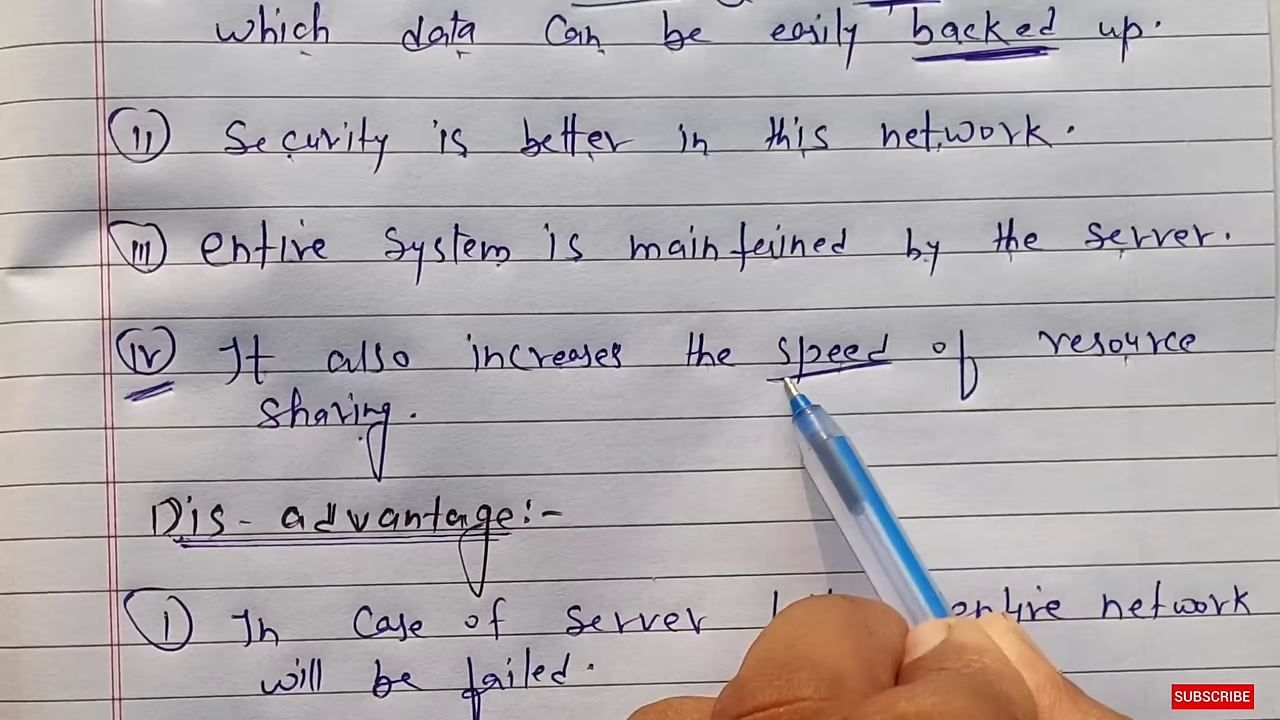 which data can be easily backed up.
(ii) Security is better in this network.
(iii) entire system is maintained by the server.
(iv) It also increases the speed of resource
sharing.
Dis-advantage:-
(i) In case of server entire network
will be failed.
SUBSCRIBE